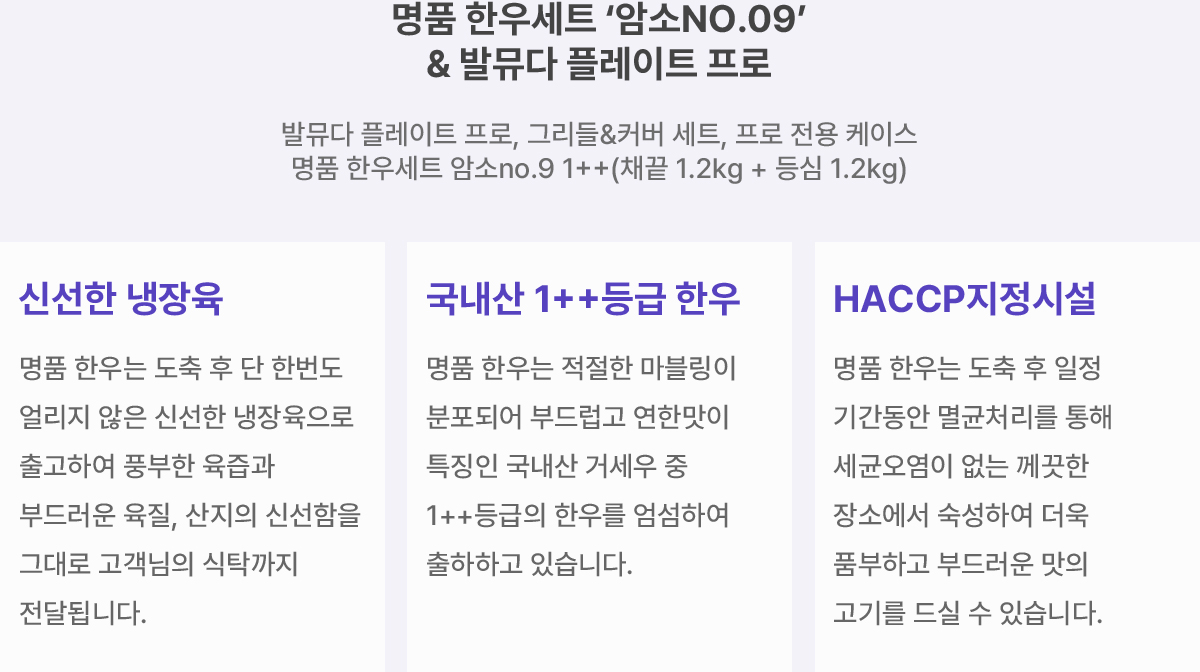 명품 한우세트 ‘암소NO.09’
& 발뮤다 플레이트 프로
발뮤다 플레이트 프로, 그리들&커버 세트, 프로 전용 케이스
명품 한우세트 암소no.9 1++(채끝 1.2kg + 등심 1.2kg)
신선한 냉장육
명품 한우는 도축 후 단 한번도
얼리지 않은 신선한 냉장육으로
출고하여 풍부한 육즙과
부드러운 육질, 산지의 신선함을
그대로 고객님의 식탁까지
전달됩니다.
국내산 1++등급 한우
명품 한우는 적절한 마블링이
분포되어 부드럽고 연한맛이
특징인 국내산 거세우 중
1++등급의 한우를 엄섬하여
출하하고 있습니다.
HACCP지정시설
명품 한우는 도축 후 일정
기간동안 멸균처리를 통해
세균오염이 없는 께끗한
장소에서 숙성하여 더욱
품부하고 부드러운 맛의
고기를 드실 수 있습니다.